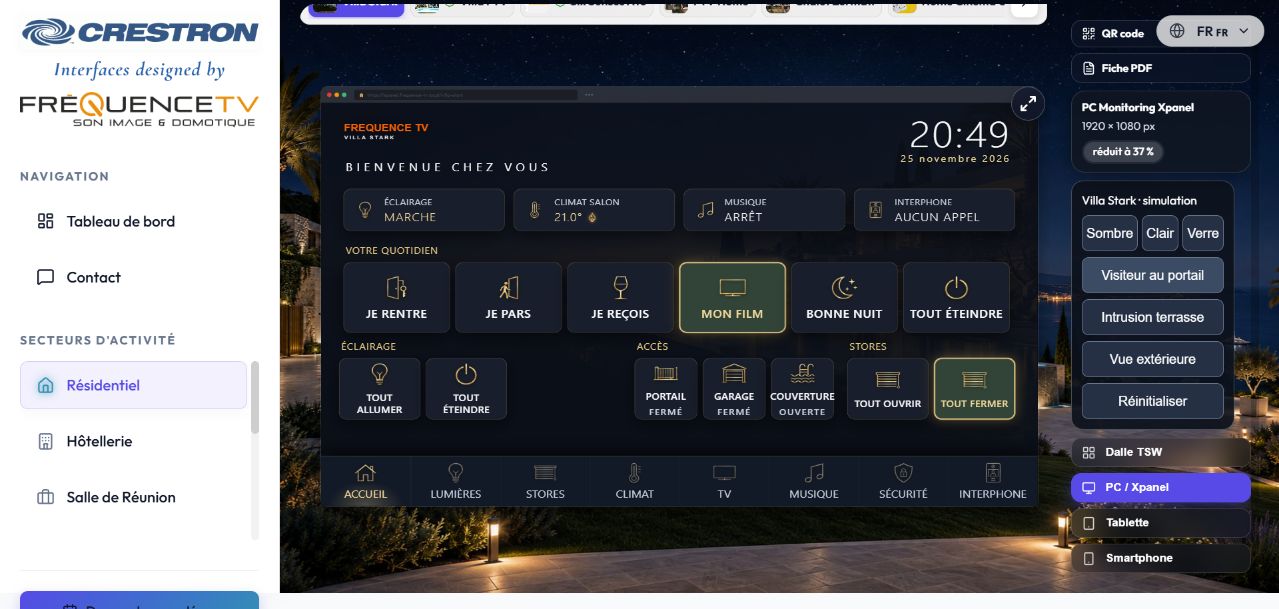 CRESTRON
Interfaces designed by
FRÉQUENCETV
SON IMAGE & DOMOTIQUE
NAVIGATION
Tableau de bord
Contact
SECTEURS D'ACTIVITÉ
Résidentiel
Hôtellerie
Salle de Réunion
FREQUENCE TV
VILLA STARK
BIENVENUE CHEZ VOUS
20:49
25 novembre 2026
ÉCLAIRAGE
MARCHE
CLIMAT SALON
21.0°
MUSIQUE
ARRÊT
INTERPHONE
AUCUN APPEL
VOTRE QUOTIDIEN
JE RENTRE
JE PARS
JE REÇOIS
MON FILM
BONNE NUIT
TOUT ÉTEINDRE
ÉCLAIRAGE
TOUT
ALLUMER
TOUT
ÉTEINDRE
ACCÈS
PORTAIL
FERMÉ
GARAGE
FERMÉ
COUVERTURE
OUVERTE
STORES
TOUT OUVRIR
TOUT FERMER
ACCUEIL
LUMIÈRES
STORES
CLIMAT
TV
MUSIQUE
SÉCURITÉ
INTERPHONE
QR code
FR FR
Fiche PDF
PC Monitoring Xpanel
1920 × 1080 px
réduit à 37 %
Villa Stark · simulation
Sombre
Clair
Verre
Visiteur au portail
Intrusion terrasse
Vue extérieure
Réinitialiser
Dalle TSW
PC / Xpanel
Tablette
Smartphone